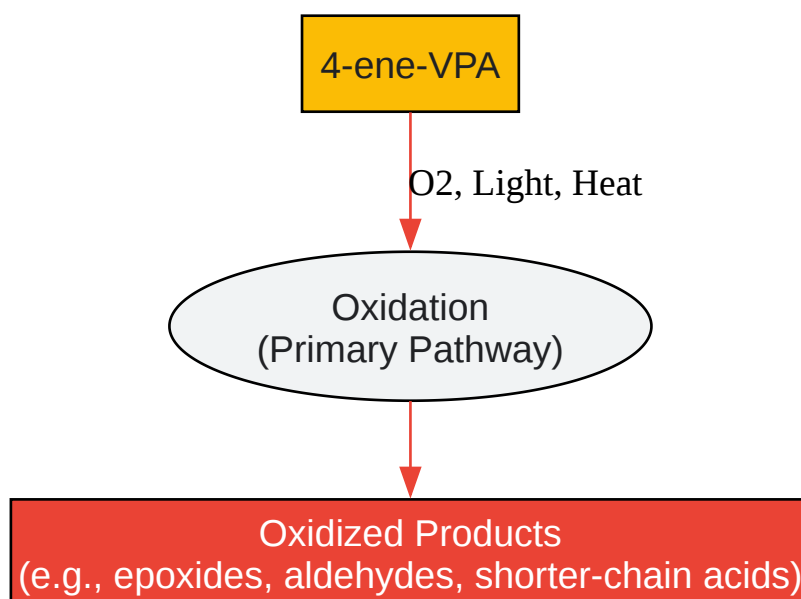 4-ene-VPA
O2, Light, Heat
Oxidation
(Primary Pathway)
Oxidized Products
(e.g., epoxides, aldehydes, shorter-chain acids)